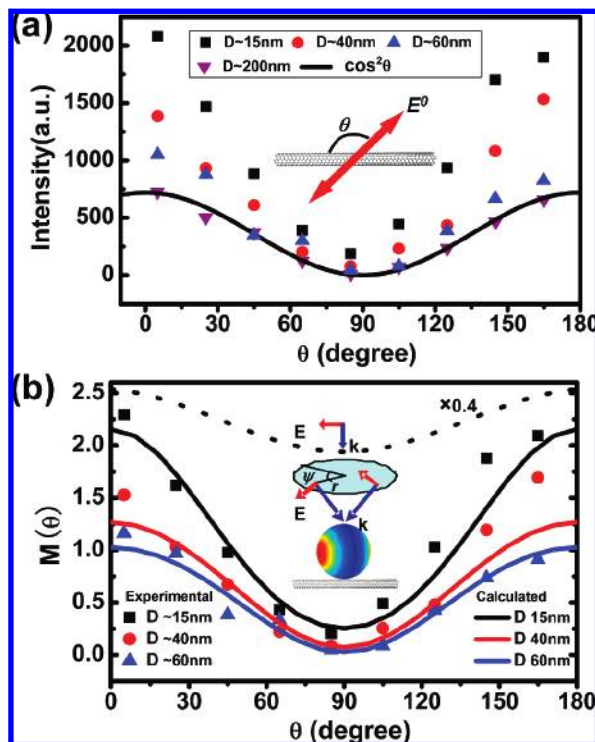 (a)
D~15nm D~40nm D~60nm
D~200nm cos²θ
θ
E⁰
Intensity(a.u.)
2000
1500
1000
500
0
0 30 60 90 120 150 180
θ (degree)
(b)
×0.4
E
k
ψ
r
E
k
M(θ)
2.5
2.0
1.5
1.0
0.5
0.0
Experimental
D ~15nm
D ~40nm
D ~60nm
Calculated
D 15nm
D 40nm
D 60nm
0 30 60 90 120 150 180
θ (degree)